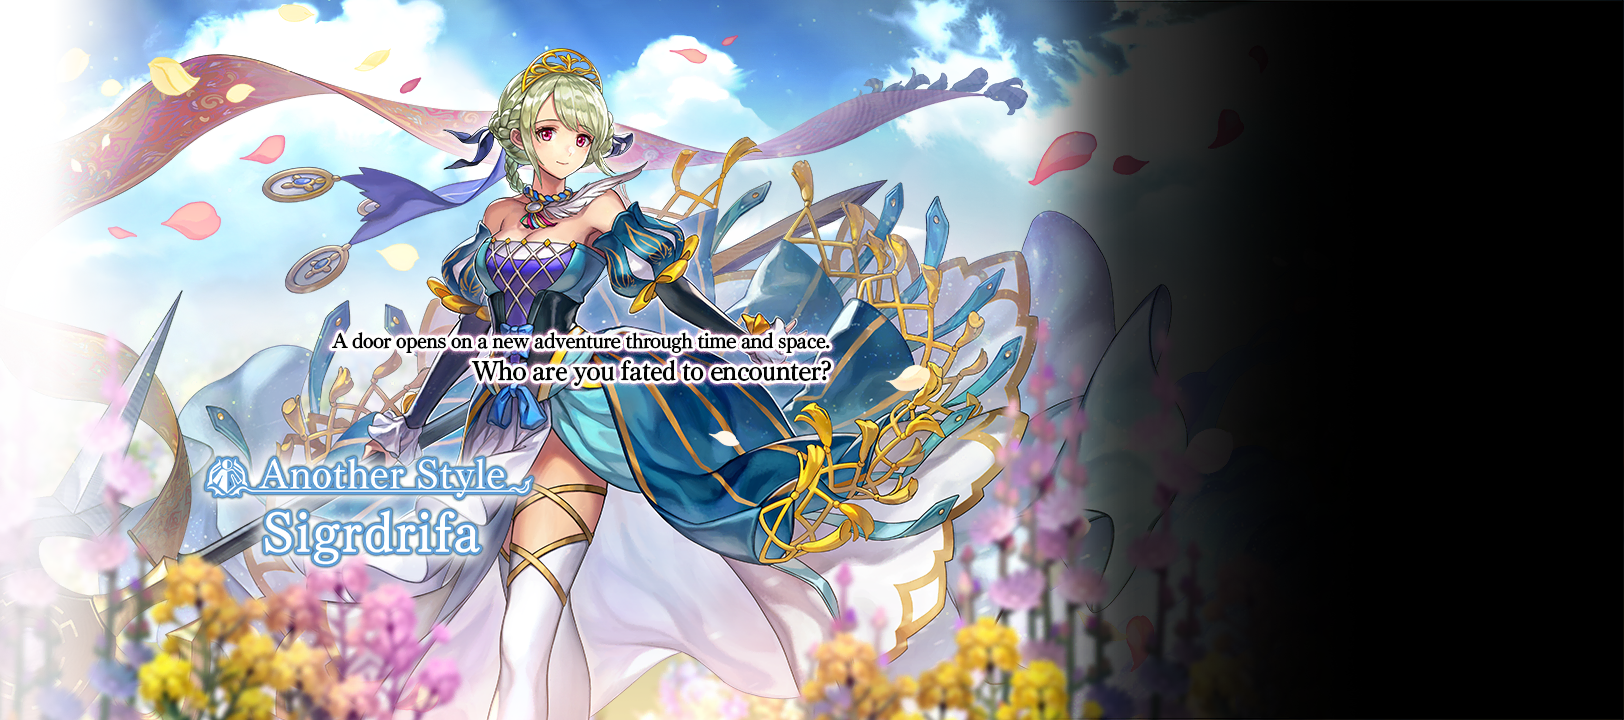 A door opens on a new adventure through time and space.
Who are you fated to encounter?
Another Style
Sigrdrifa